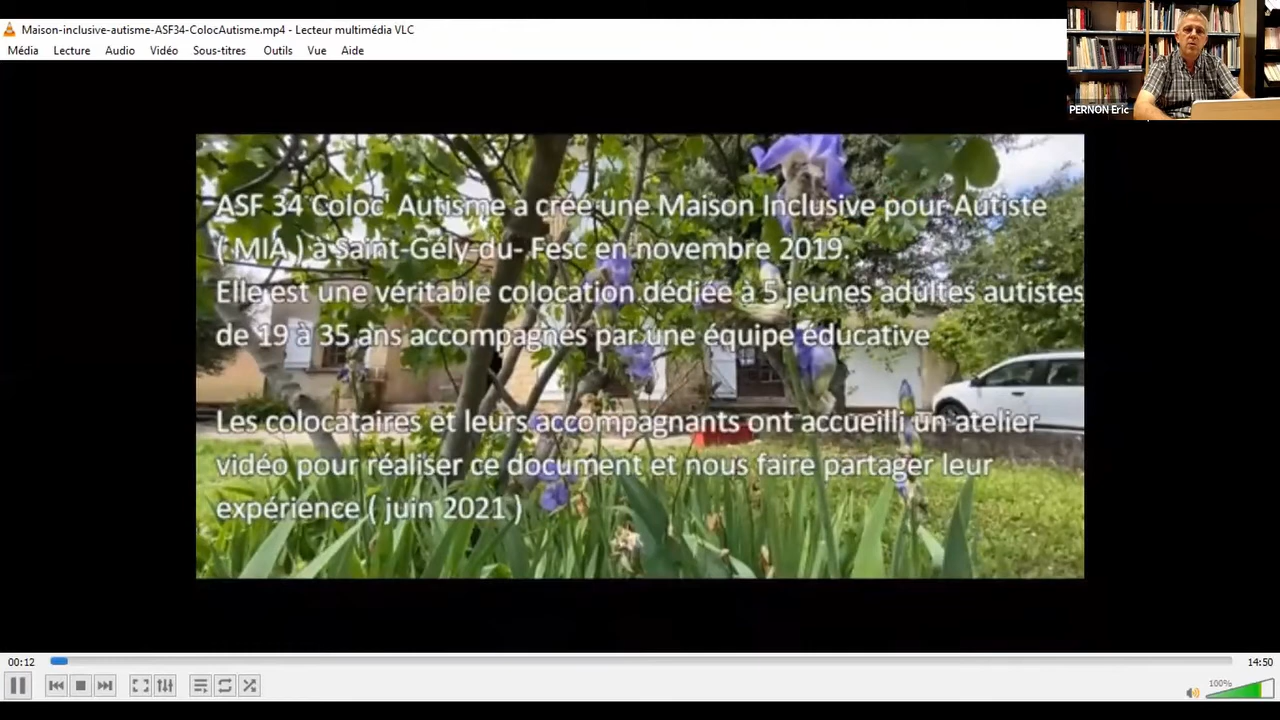 Maison-inclusive-autisme-ASF34-ColocAutisme.mp4 - Lecteur multimédia VLC
Média Lecture Audio Vidéo Sous-titres Outils Vue Aide
PERNON Eric
ASF 34 Coloc' Autisme a créé une Maison Inclusive pour Autiste
( MIA ) à Saint-Gély-du- Fesc en novembre 2019.
Elle est une véritable colocation dédiée à 5 jeunes adultes autistes
de 19 à 35 ans accompagnés par une équipe éducative
Les colocataires et leurs accompagnants ont accueilli un atelier
vidéo pour réaliser ce document et nous faire partager leur
expérience ( juin 2021 )
00:12
14:50
100%